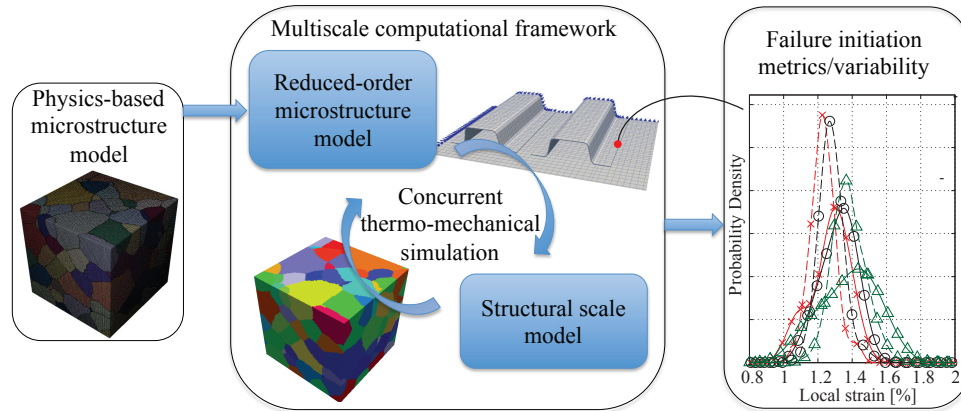 Multiscale computational framework
Physics-based
microstructure
model
Reduced-order
microstructure
model
Concurrent
thermo-mechanical
simulation
Structural scale
model
Failure initiation
metrics/variability
Probability Density
0.8 1 1.2 1.4 1.6 1.8 2
Local strain [%]